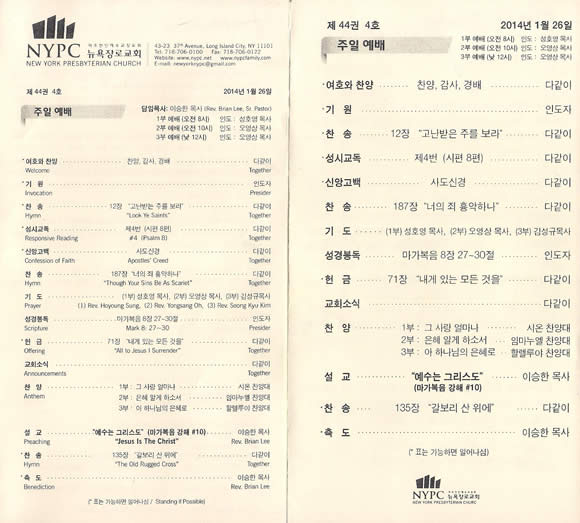 NYPC
미국한인예수교장로회
뉴욕장로교회
NEW YORK PRESBYTERIAN CHURCH
43-23 37th Avenue, Long Island City, NY 11101
Tel: 718-706-0100 Fax: 718-706-0122
Website: www.nypc.net www.nypcfamily.com
E-mail: newyorknypc@gmail.com
제 44권 4호 2014년 1월 26일
주일 예배
담임목사: 이승한 목사 (Rev. Brian Lee, Sr. Pastor)
1부 예배 (오전 8시) 인도 : 성호영 목사
2부 예배 (오전 10시) 인도 : 오영상 목사
3부 예배 (낮 12시) 인도 : 오영상 목사
*여호와 찬양 찬양, 감사, 경배 다같이
Welcome Together
*기 원 인도자
Invocation Presider
*찬 송 12장 "고난받은 주를 보라" 다같이
Hymn "Look Ye Saints" Together
*성시교독 제4번 (시편 8편) 다같이
Responsive Reading #4 (Psalm 8) Together
*신앙고백 사도신경 다같이
Confession of Faith Apostles' Creed Together
찬 송 187장 "너의 죄 흉악하나" 다같이
Hymn "Though Your Sins Be As Scarlet" Together
기 도 (1부) 성호영 목사, (2부) 오영상 목사, (3부) 김성규목사
Prayer (1) Rev. Hoyoung Sung, (2) Rev. Yongsang Oh, (3) Rev. Seong Kyu Kim
성경봉독 마가복음 8장 27~30절 인도자
Scripture Mark 8: 27~30 Presider
*헌 금 71장 "내게 있는 모든 것을" 다같이
Offering "All to Jesus I Surrender" Together
교회소식 다같이
Announcements Together
찬 양 1부 : 그 사랑 얼마나 시온 찬양대
Anthem 2부 : 은혜 알게 하소서 임마누엘 찬양대
3부 : 아 하나님의 은혜로 할렐루야 찬양대
설 교 "예수는 그리스도" (마가복음 강해 #10) 이승한 목사
Preaching "Jesus Is The Christ" Rev. Brian Lee
*찬 송 135장 "갈보리 산 위에" 다같이
Hymn "The Old Rugged Cross" Together
*축 도 이승한 목사
Benediction Rev. Brian Lee
(* 표는 가능하면 일어나심 / Standing if Possible)
제 44권 4호 2014년 1월 26일
주일 예배
1부 예배 (오전 8시) 인도 : 성호영 목사
2부 예배 (오전 10시) 인도 : 오영상 목사
3부 예배 (낮 12시) 인도 : 오영상 목사
*여호와 찬양 찬양, 감사, 경배 다같이
*기 원 인도자
*찬 송 12장 "고난받은 주를 보라" 다같이
*성시교독 제4번 (시편 8편) 다같이
*신앙고백 사도신경 다같이
찬 송 187장 "너의 죄 흉악하나" 다같이
기 도 (1부) 성호영 목사, (2부) 오영상 목사, (3부) 김성규목사
성경봉독 마가복음 8장 27~30절 인도자
*헌 금 71장 "내게 있는 모든 것을" 다같이
교회소식 다같이
찬 양 1부 : 그 사랑 얼마나 시온 찬양대
2부 : 은혜 알게 하소서 임마누엘 찬양대
3부 : 아 하나님의 은혜로 할렐루야 찬양대
설 교 "예수는 그리스도" 이승한 목사
(마가복음 강해 #10)
*찬 송 135장 "갈보리 산 위에" 다같이
*축 도 이승한 목사
(* 표는 가능하면 일어나심)
NYPC
뉴욕장로교회
NEW YORK PRESBYTERIAN CHURCH